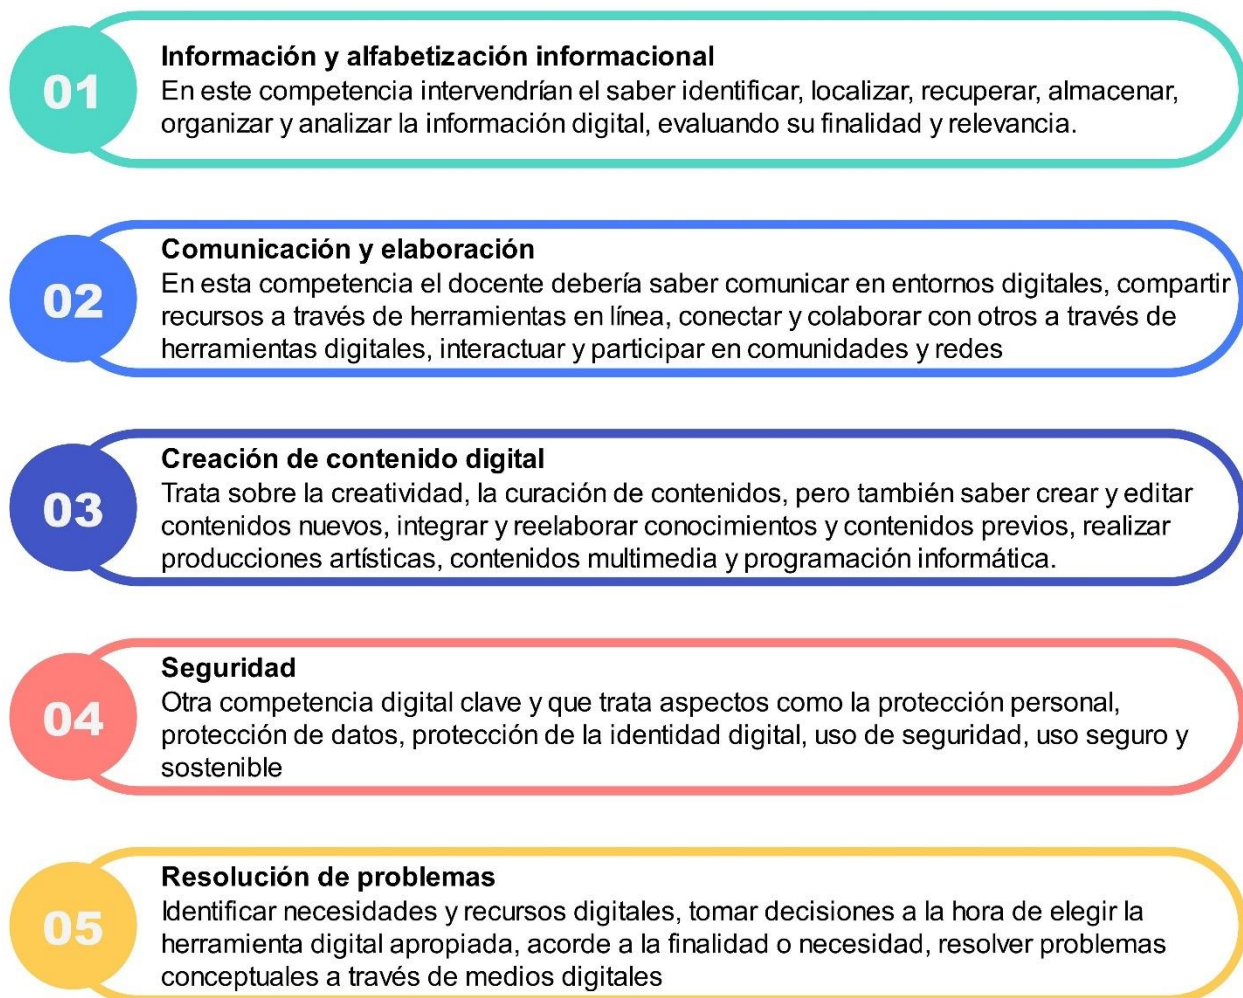 01
Información y alfabetización informacional
En este competencia intervendrían el saber identificar, localizar, recuperar, almacenar,
organizar y analizar la información digital, evaluando su finalidad y relevancia.
02
Comunicación y elaboración
En esta competencia el docente debería saber comunicar en entornos digitales, compartir
recursos a través de herramientas en línea, conectar y colaborar con otros a través de
herramientas digitales, interactuar y participar en comunidades y redes
03
Creación de contenido digital
Trata sobre la creatividad, la curación de contenidos, pero también saber crear y editar
contenidos nuevos, integrar y reelaborar conocimientos y contenidos previos, realizar
producciones artísticas, contenidos multimedia y programación informática.
04
Seguridad
Otra competencia digital clave y que trata aspectos como la protección personal,
protección de datos, protección de la identidad digital, uso de seguridad, uso seguro y
sostenible
05
Resolución de problemas
Identificar necesidades y recursos digitales, tomar decisiones a la hora de elegir la
herramienta digital apropiada, acorde a la finalidad o necesidad, resolver problemas
conceptuales a través de medios digitales